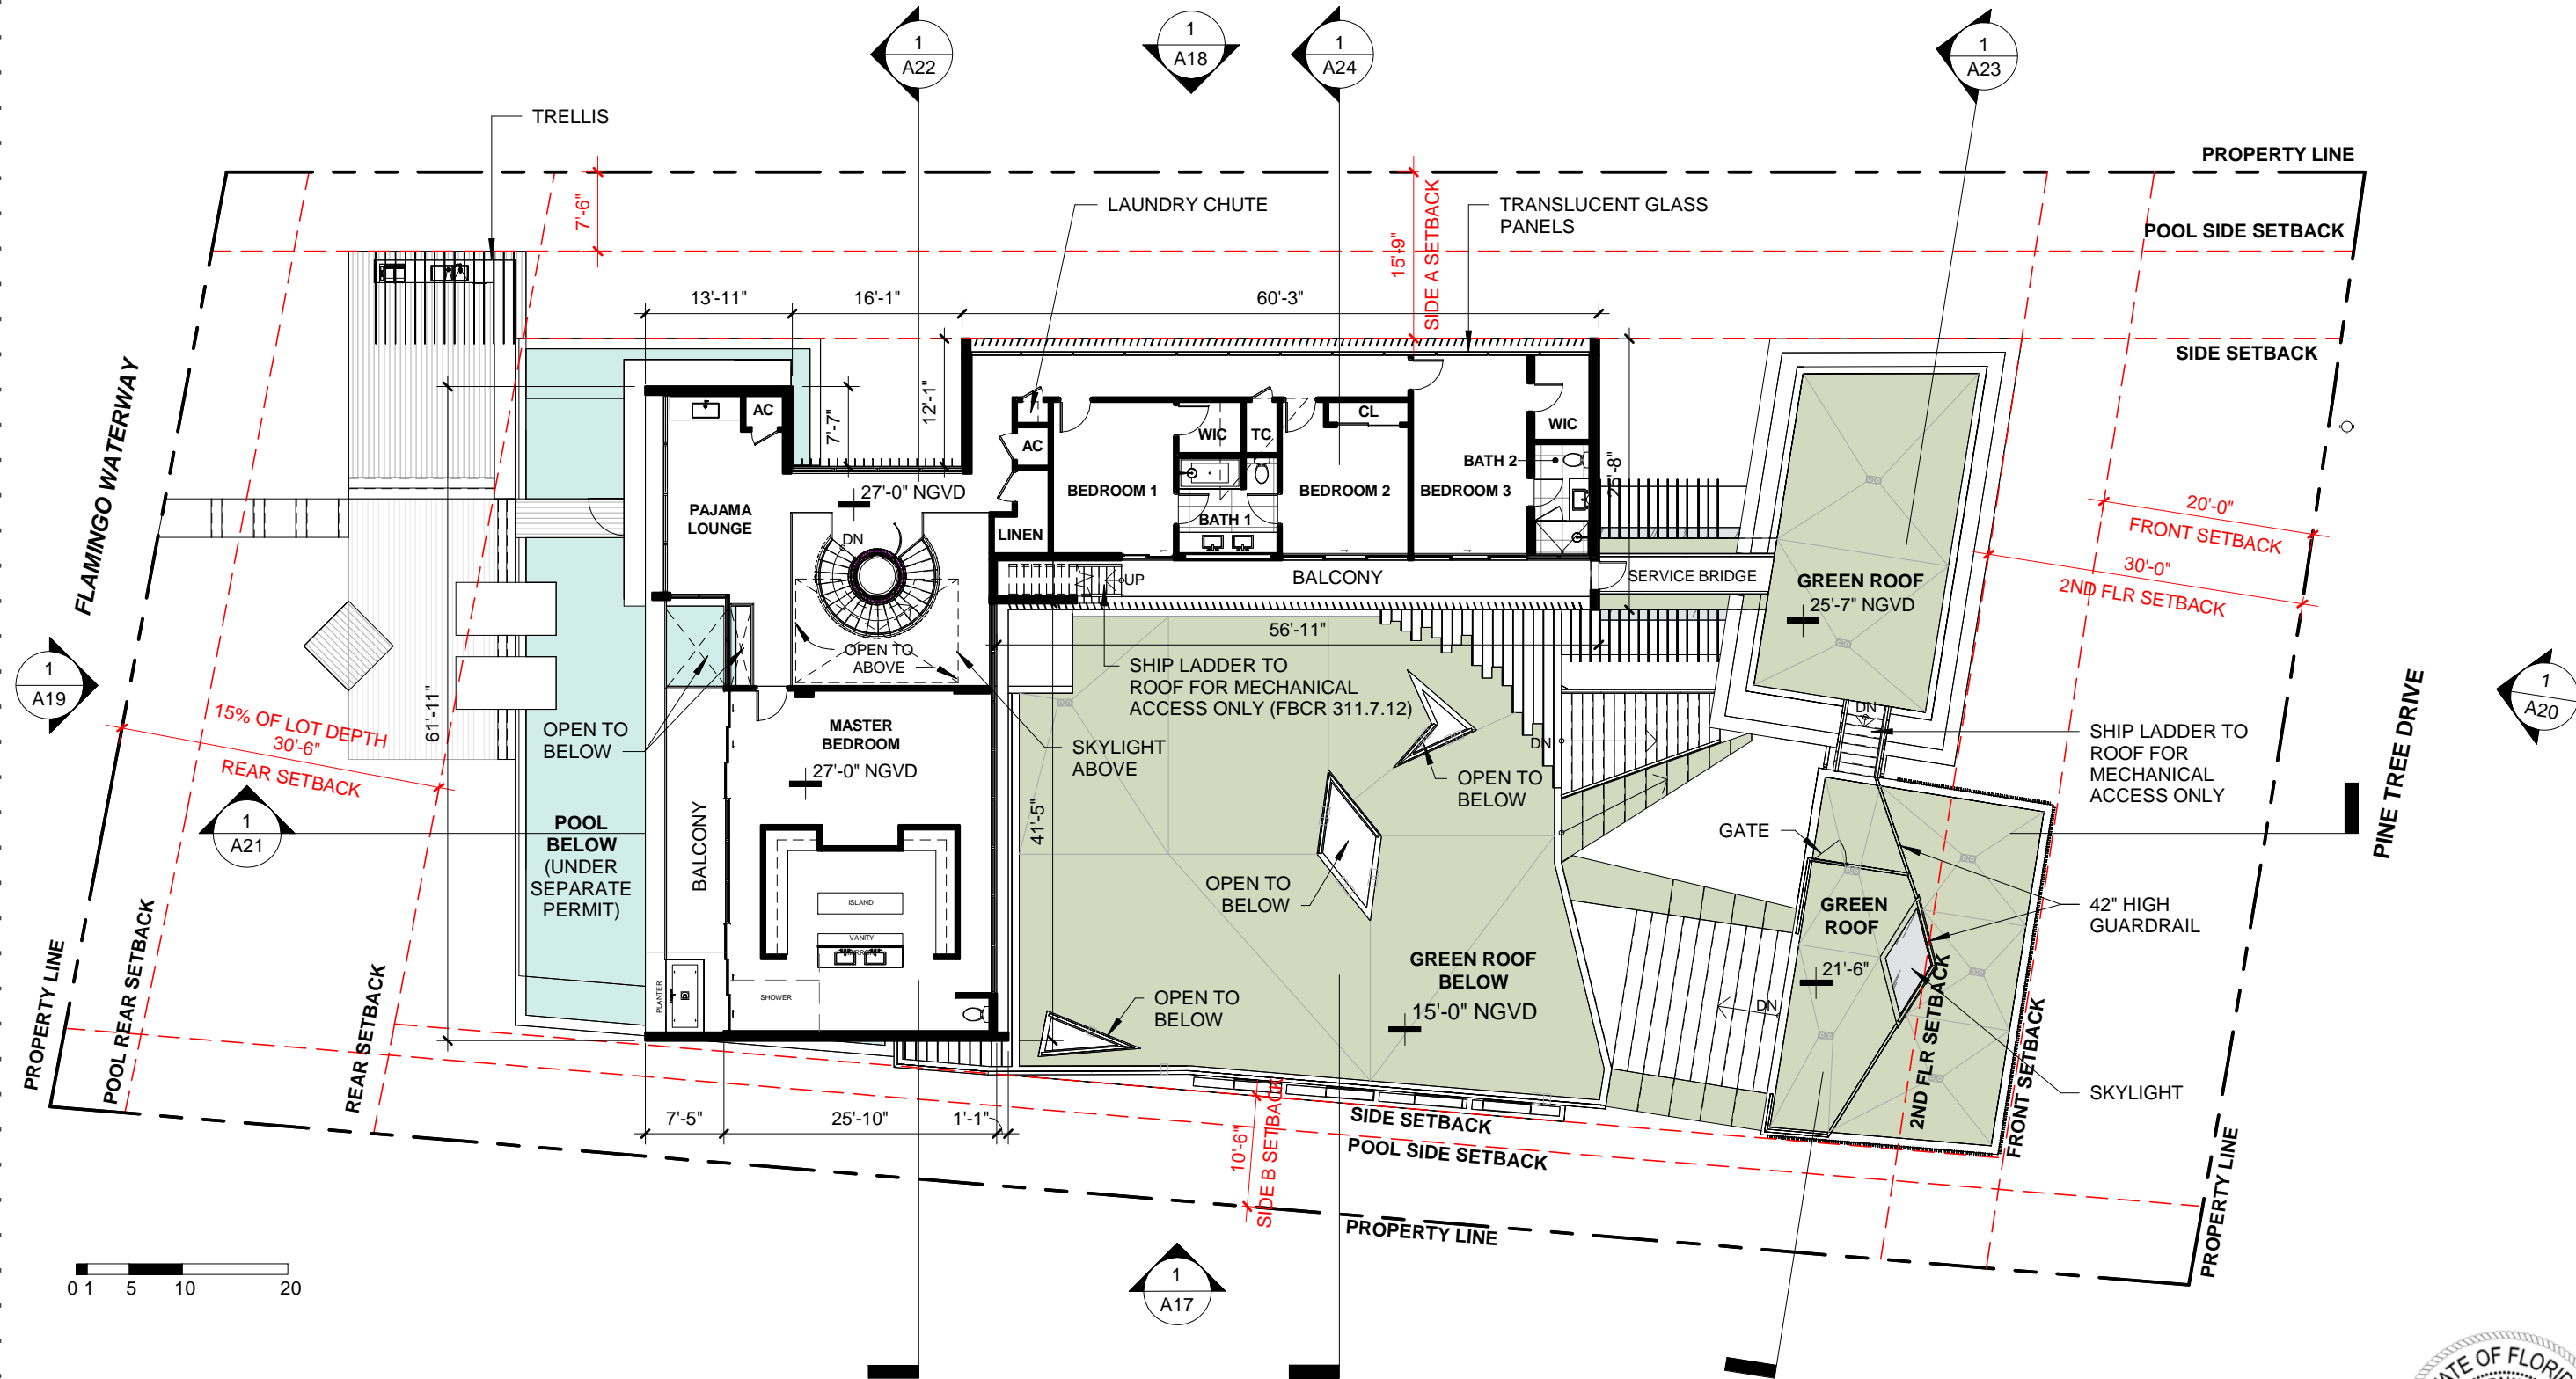 1
A22
1
A18
1
A24
1
A23
TRELLIS
PROPERTY LINE
7'-6"
LAUNDRY CHUTE
15'-9"
SIDE A SETBACK
TRANSLUCENT GLASS
PANELS
POOL SIDE SETBACK
13'-11"
16'-1"
60'-3"
SIDE SETBACK
FLAMINGO WATERWAY
AC
7'-7"
12'-1"
AC
WIC
TC
CL
WIC
BATH 2
25'-8"
PAJAMA
LOUNGE
27'-0" NGVD
BEDROOM 1
BEDROOM 2
BEDROOM 3
BATH 1
LINEN
DN
20'-0"
FRONT SETBACK
30'-0"
2ND FLR SETBACK
UP
BALCONY
SERVICE BRIDGE
GREEN ROOF
25'-7" NGVD
OPEN TO
ABOVE
56'-11"
SHIP LADDER TO
ROOF FOR MECHANICAL
ACCESS ONLY (FBCR 311.7.12)
1
A19
1
A20
61'-11"
15% OF LOT DEPTH
30'-6"
REAR SETBACK
OPEN TO
BELOW
MASTER
BEDROOM
27'-0" NGVD
SKYLIGHT
ABOVE
DN
OPEN TO
BELOW
DN
SHIP LADDER TO
ROOF FOR
MECHANICAL
ACCESS ONLY
PINE TREE DRIVE
1
A21
POOL
BELOW
(UNDER
SEPARATE
PERMIT)
BALCONY
41'-5"
GATE
OPEN TO
BELOW
ISLAND
VANITY
GREEN
ROOF
21'-6"
42" HIGH
GUARDRAIL
GREEN ROOF
BELOW
15'-0" NGVD
PLANTER
SHOWER
OPEN TO
BELOW
DN
PROPERTY LINE
POOL REAR SETBACK
REAR SETBACK
2ND FLR SETBACK
FRONT SETBACK
SKYLIGHT
7'-5"
25'-10"
1'-1"
10'-6"
SIDE B SETBACK
SIDE SETBACK
POOL SIDE SETBACK
PROPERTY LINE
PROPERTY LINE
0 1 5 10 20
1
A17